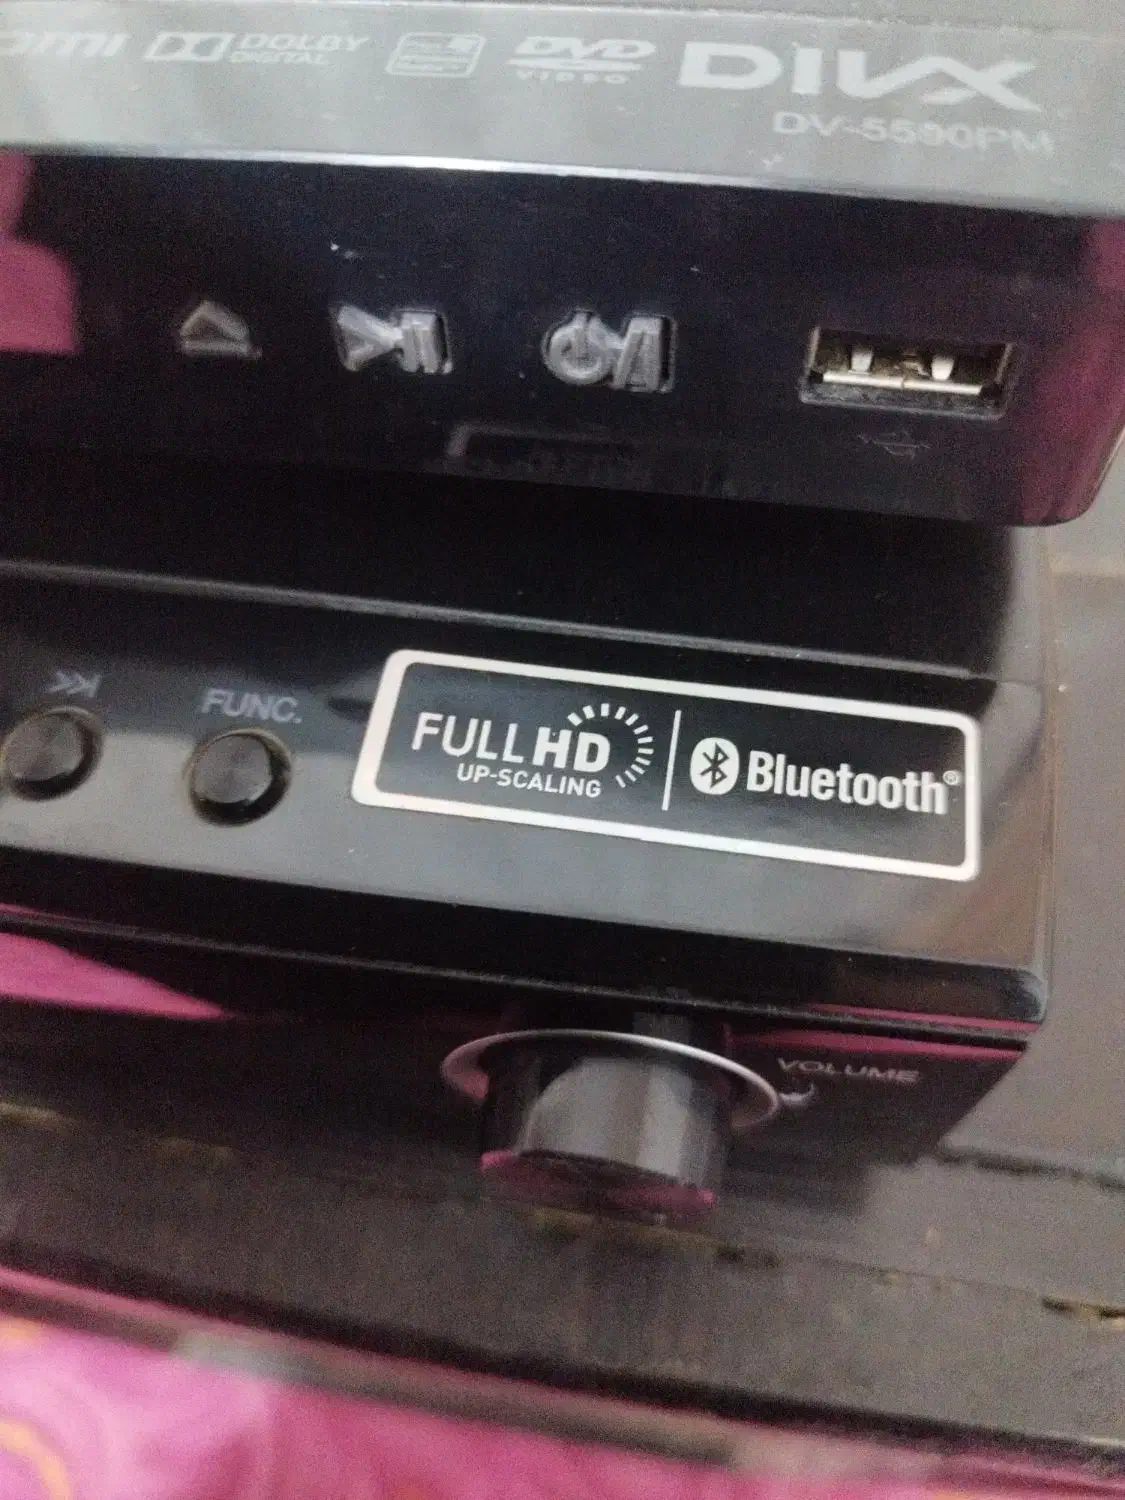 DOLBY
DIGITAL
DVD
VIDEO
DIVX
FUNC.
FULL HD
UP-SCALING
Bluetooth®
VOLUME